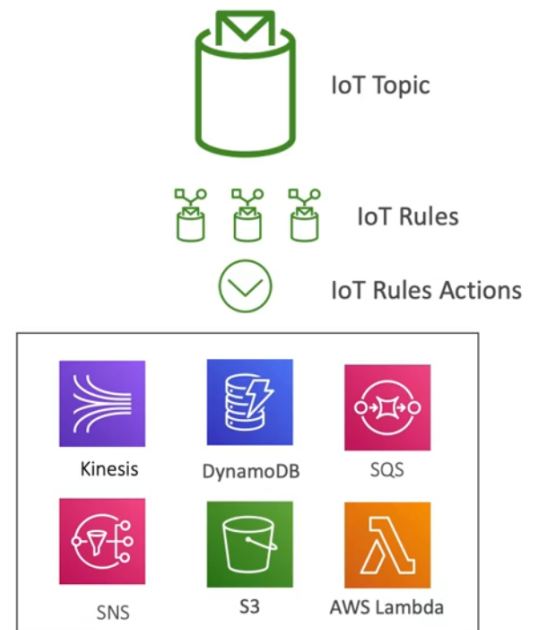 IoT Topic
IoT Rules
IoT Rules Actions
Kinesis
DynamoDB
SQS
SNS
S3
AWS Lambda